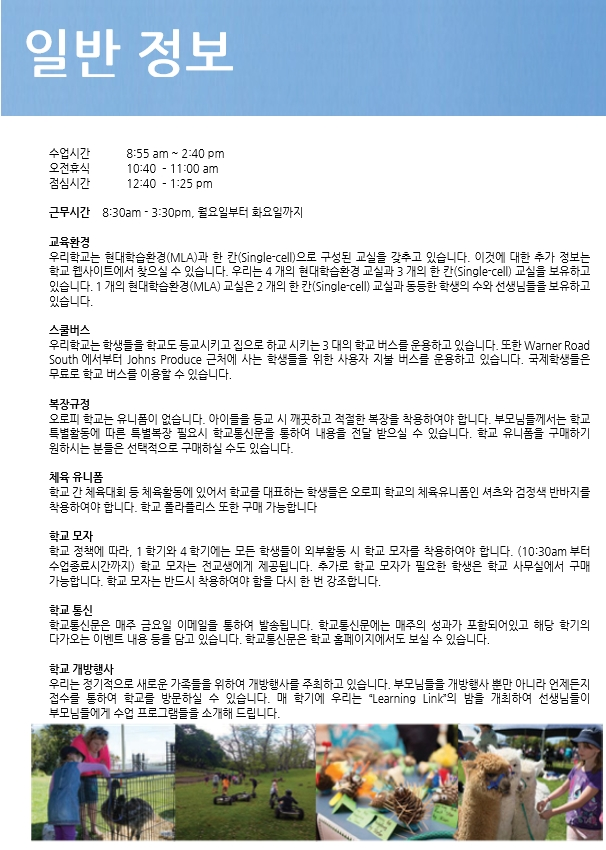 일반 정보
수업시간 8:55 am ~ 2:40 pm
오전휴식 10:40 - 11:00 am
점심시간 12:40 - 1:25 pm
근무시간 8:30am - 3:30pm, 월요일부터 화요일까지
교육환경
우리학교는 현대학습환경(MLA)과 한 칸(Single-cell)으로 구성된 교실을 갖추고 있습니다. 이것에 대한 추가 정보는
학교 웹사이트에서 찾으실 수 있습니다. 우리는 4 개의 현대학습환경 교실과 3 개의 한 칸(Single-cell) 교실을 보유하고
있습니다. 1 개의 현대학습환경(MLA) 교실은 2 개의 한 칸(Single-cell) 교실과 동등한 학생의 수와 선생님들을 보유하고
있습니다.
스쿨버스
우리학교는 학생들을 학교도 등교시키고 집으로 하교 시키는 3 대의 학교 버스를 운용하고 있습니다. 또한 Warner Road
South 에서부터 Johns Produce 근처에 사는 학생들을 위한 사용자 지불 버스를 운용하고 있습니다. 국제학생들은
무료로 학교 버스를 이용할 수 있습니다.
복장규정
오로피 학교는 유니폼이 없습니다. 아이들을 등교 시 깨끗하고 적절한 복장을 착용하여야 합니다. 부모님들께서는 학교
특별활동에 따른 특별복장 필요시 학교통신문을 통하여 내용을 전달 받으실 수 있습니다. 학교 유니폼을 구매하기
원하시는 분들은 선택적으로 구매하실 수도 있습니다.
체육 유니폼
학교 간 체육대회 등 체육활동에 있어서 학교를 대표하는 학생들은 오로피 학교의 체육유니폼인 셔츠와 검정색 반바지를
착용하여야 합니다. 학교 폴라플리스 또한 구매 가능합니다
학교 모자
학교 정책에 따라, 1 학기와 4 학기에는 모든 학생들이 외부활동 시 학교 모자를 착용하여야 합니다. (10:30am 부터
수업종료시간까지) 학교 모자는 전교생에게 제공됩니다. 추가로 학교 모자가 필요한 학생은 학교 사무실에서 구매
가능합니다. 학교 모자는 반드시 착용하여야 함을 다시 한 번 강조합니다.
학교 통신
학교통신문은 매주 금요일 이메일을 통하여 발송됩니다. 학교통신문에는 매주의 성과가 포함되어있고 해당 학기의
다가오는 이벤트 내용 등을 담고 있습니다. 학교통신문은 학교 홈페이지에서도 보실 수 있습니다.
학교 개방행사
우리는 정기적으로 새로운 가족들을 위하여 개방행사를 주최하고 있습니다. 부모님들을 개방행사 뿐만 아니라 언제든지
접수를 통하여 학교를 방문하실 수 있습니다. 매 학기에 우리는 “Learning Link”의 밤을 개최하여 선생님들이
부모님들에게 수업 프로그램들을 소개해 드립니다.